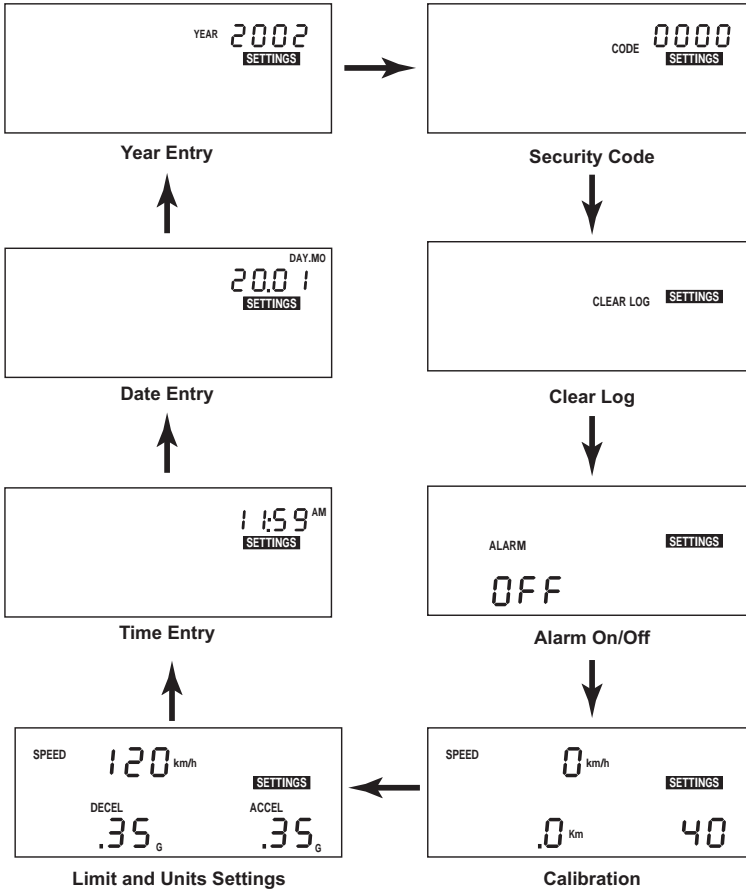 YEAR 2002
SETTINGS
Year Entry
CODE 0000
SETTINGS
Security Code
DAY.MO
20.01
SETTINGS
Date Entry
CLEAR LOG SETTINGS
Clear Log
11:59 AM
SETTINGS
Time Entry
ALARM SETTINGS
OFF
Alarm On/Off
SPEED 120 km/h
SETTINGS
DECEL ACCEL
.35 G .35 G
Limit and Units Settings
SPEED 0 km/h
SETTINGS
.0 Km 40
Calibration